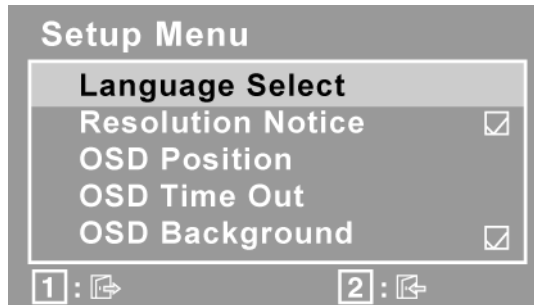 Setup Menu
Language Select
Resolution Notice
OSD Position
OSD Time Out
OSD Background
1 : 2 :